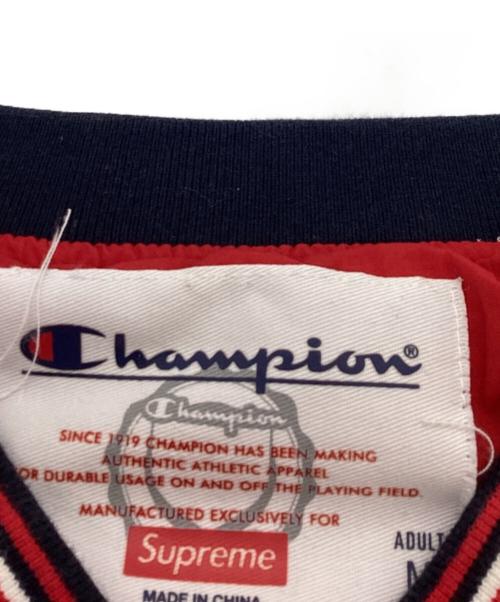 Champion®
Champion
SINCE 1919 CHAMPION HAS BEEN MAKING
AUTHENTIC ATHLETIC APPAREL
OR DURABLE USAGE ON AND OFF THE PLAYING FIELD.
MANUFACTURED EXCLUSIVELY FOR
Supreme
ADULT
M
MADE IN CHINA